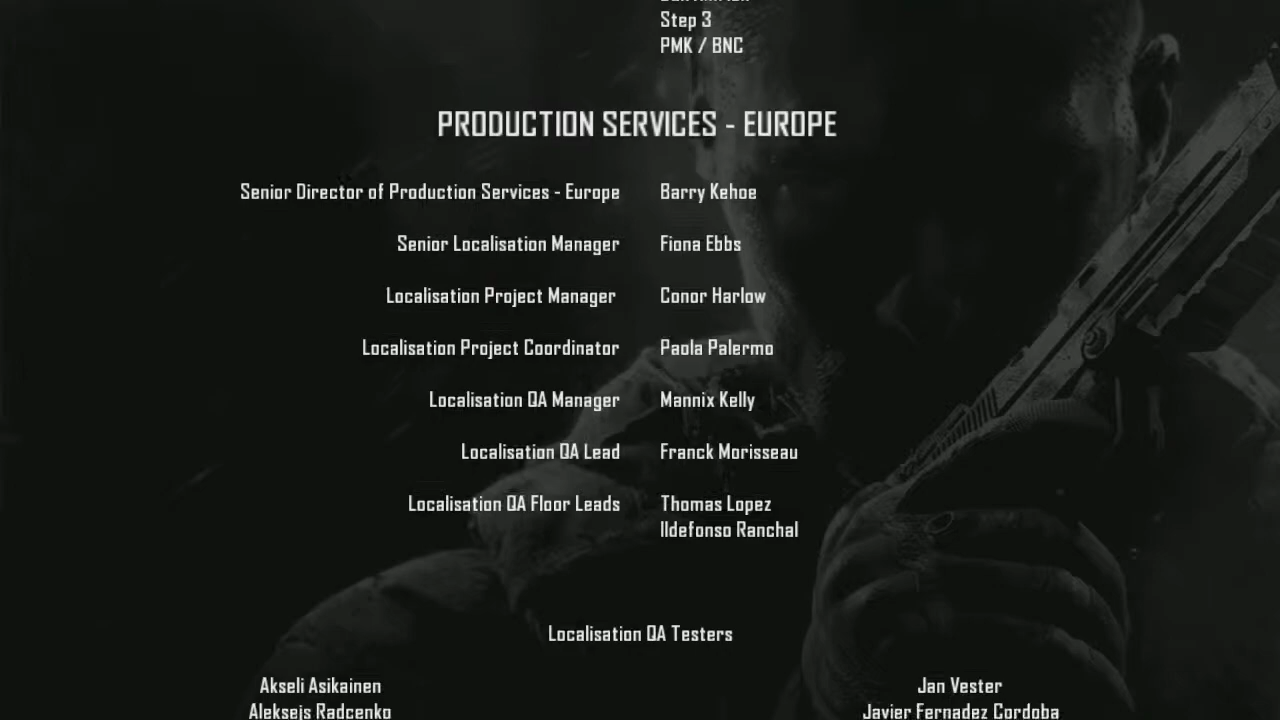 Step 3
PMK / BNC
PRODUCTION SERVICES - EUROPE
Senior Director of Production Services - Europe Barry Kehoe
Senior Localisation Manager Fiona Ebbs
Localisation Project Manager Conor Harlow
Localisation Project Coordinator Paola Palermo
Localisation QA Manager Mannix Kelly
Localisation QA Lead Franck Morisseau
Localisation QA Floor Leads Thomas Lopez
Ildefonso Ranchal
Localisation QA Testers
Akseli Asikainen Jan Vester
Aleksejs Radcenko Javier Fernadez Cordoba